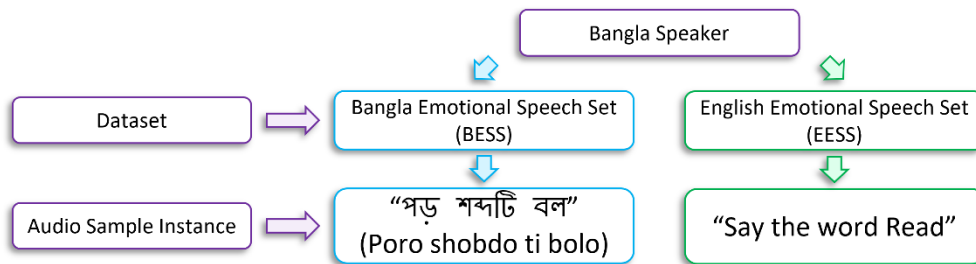 Bangla Speaker
Dataset
Bangla Emotional Speech Set
(BESS)
English Emotional Speech Set
(EESS)
Audio Sample Instance
“পড় শব্দটি বল”
(Poro shobdo ti bolo)
“Say the word Read”